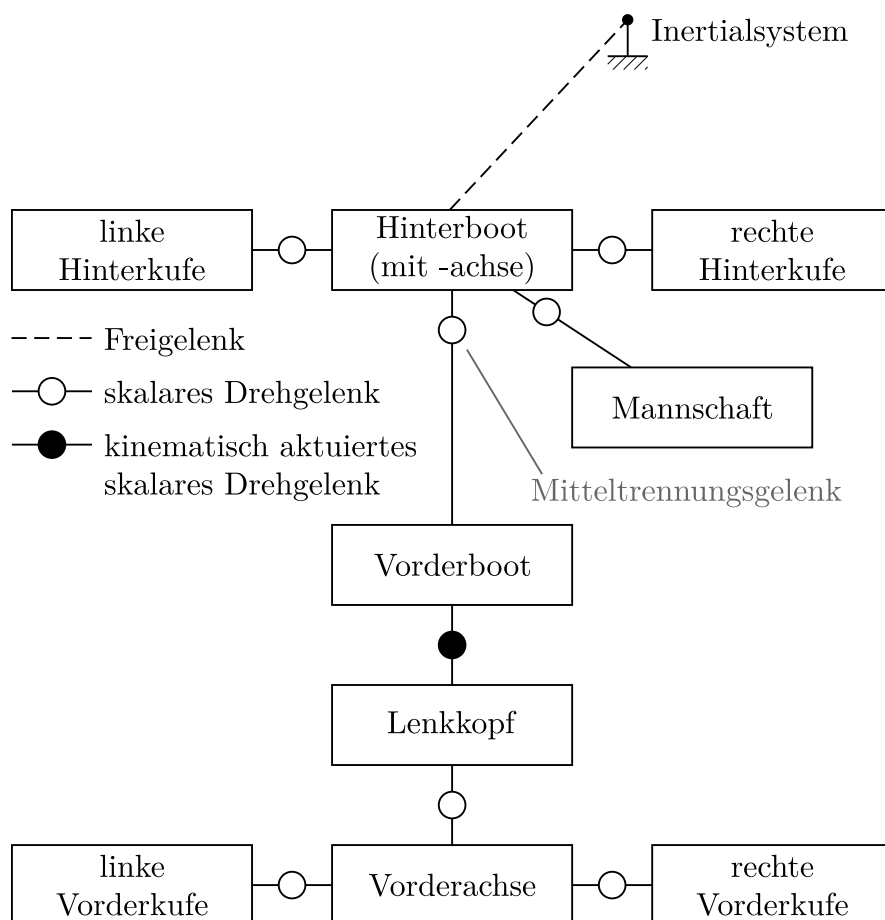 Inertialsystem
linke
Hinterkufe
Hinterboot
(mit -achse)
rechte
Hinterkufe
Freigelenk
skalares Drehgelenk
kinematisch aktuiertes
skalares Drehgelenk
Mannschaft
Mitteltrennungsgelenk
Vorderboot
Lenkkopf
linke
Vorderkufe
Vorderachse
rechte
Vorderkufe